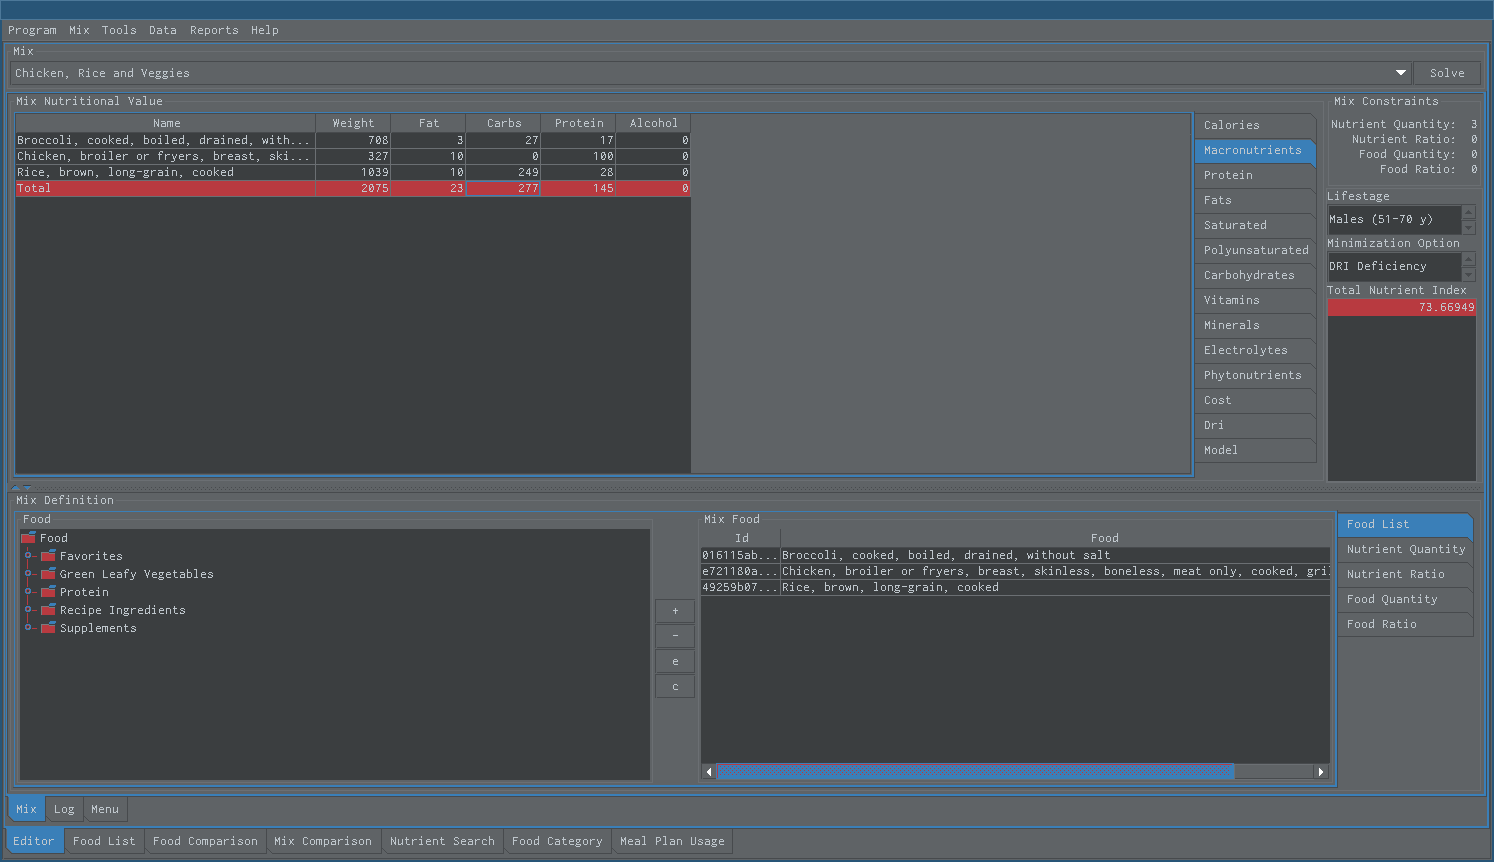 Program Mix Tools Data Reports Help
Mix
Chicken, Rice and Veggies
Solve
Mix Nutritional Value
Name Weight Fat Carbs Protein Alcohol
Broccoli, cooked, boiled, drained, with... 708 3 27 17 0
Chicken, broiler or fryers, breast, ski... 327 10 0 100 0
Rice, brown, long-grain, cooked 1039 10 249 28 0
Total 2075 23 277 145 0
Calories
Macronutrients
Protein
Fats
Saturated
Polyunsaturated
Carbohydrates
Vitamins
Minerals
Electrolytes
Phytonutrients
Cost
Dri
Model
Mix Constraints
Nutrient Quantity: 3
Nutrient Ratio: 0
Food Quantity: 0
Food Ratio: 0
Lifestage
Males (51-70 y)
Minimization Option
DRI Deficiency
Total Nutrient Index
73.66949
Mix Definition
Food
Food
Favorites
Green Leafy Vegetables
Protein
Recipe Ingredients
Supplements
+
-
e
c
Mix Food
Id Food
016115ab... Broccoli, cooked, boiled, drained, without salt
e721180a... Chicken, broiler or fryers, breast, skinless, boneless, meat only, cooked, gril
49259b07... Rice, brown, long-grain, cooked
Food List
Nutrient Quantity
Nutrient Ratio
Food Quantity
Food Ratio
Mix Log Menu
Editor Food List Food Comparison Mix Comparison Nutrient Search Food Category Meal Plan Usage